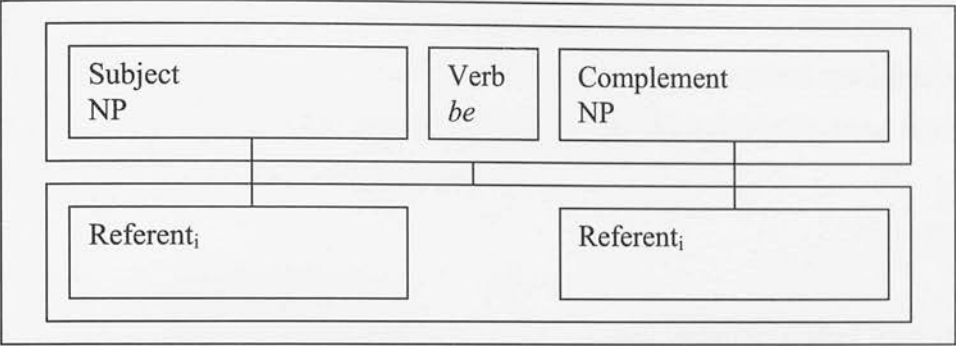 Subject
NP
Verb
be
Complement
NP
Referentᵢ
Referentᵢ